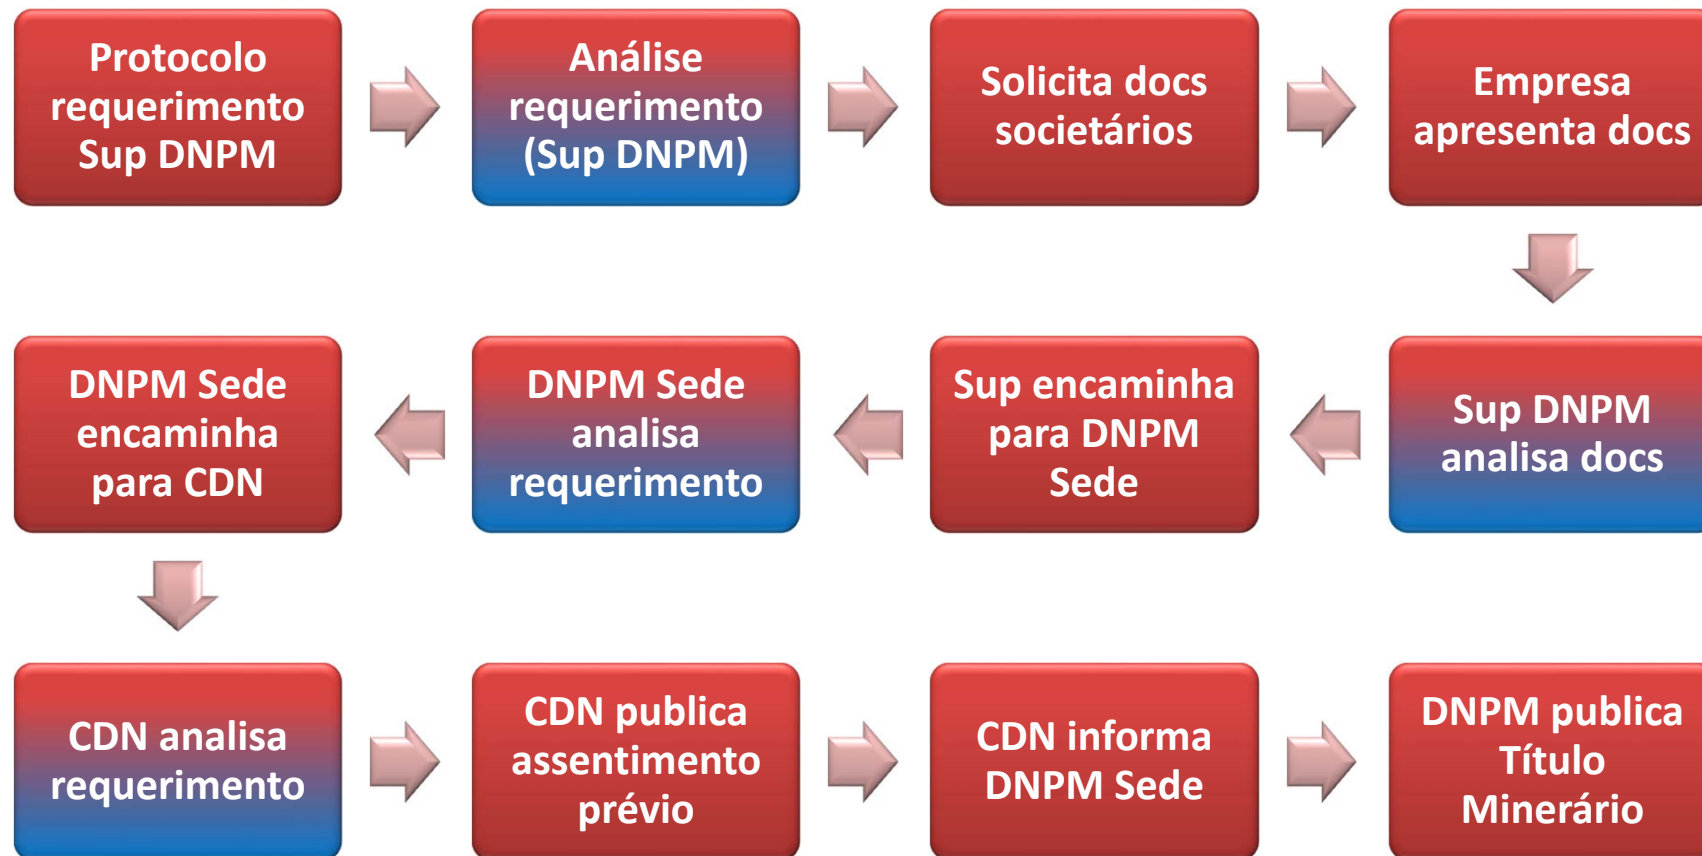 Protocolo
requerimento
Sup DNPM
Análise
requerimento
(Sup DNPM)
Solicita docs
societários
Empresa
apresenta docs
Sup DNPM
analisa docs
Sup encaminha
para DNPM
Sede
DNPM Sede
analisa
requerimento
DNPM Sede
encaminha
para CDN
CDN analisa
requerimento
CDN publica
assentimento
prévio
CDN informa
DNPM Sede
DNPM publica
Título
Minerário